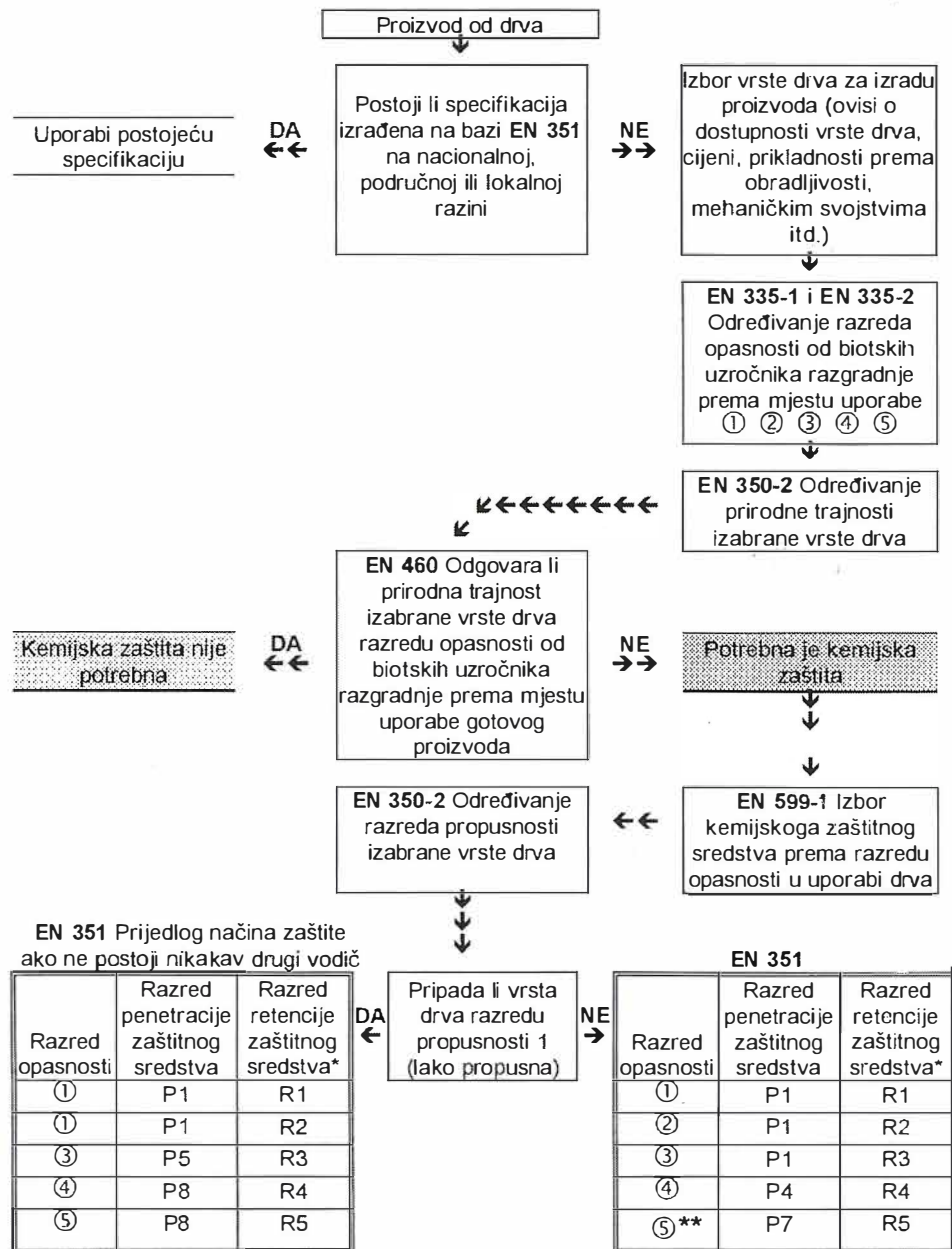 Proizvod od drva
Uporabi postojeću
specifikaciju
DA
Postoji li specifikacija
izrađena na bazi EN 351
na nacionalnoj,
područnoj ili lokalnoj
razini
NE
Izbor vrste drva za izradu
proizvoda (ovisi o
dostupnosti vrste drva,
cijeni, prikladnosti prema
obradljivosti,
mehaničkim svojstvima
itd.)
EN 335-1 i EN 335-2
Određivanje razreda
opasnosti od biotskih
uzročnika razgradnje
prema mjestu uporabe
① ② ③ ④ ⑤
EN 350-2 Određivanje
prirodne trajnosti
izabrane vrste drva
Kemijska zaštita nije
potrebna
DA
EN 460 Odgovara li
prirodna trajnost
izabrane vrste drva
razredu opasnosti od
biotskih uzročnika
razgradnje prema mjestu
uporabe gotovog
proizvoda
NE
Potrebna je kemijska
zaštita
EN 599-1 Izbor
kemijskoga zaštitnog
sredstva prema razredu
opasnosti u uporabi drva
EN 350-2 Određivanje
razreda propusnosti
izabrane vrste drva
EN 351 Prijedlog načina zaštite
ako ne postoji nikakav drugi vodič
Razred
opasnosti
Razred
penetracije
zaštitnog
sredstva
Razred
retencije
zaštitnog
sredstva*
① P1 R1
① P1 R2
③ P5 R3
④ P8 R4
⑤ P8 R5
DA
Pripada li vrsta
drva razredu
propusnosti 1
(lako propusna)
NE
EN 351
Razred
opasnosti
Razred
penetracije
zaštitnog
sredstva
Razred
retencije
zaštitnog
sredstva*
① P1 R1
② P1 R2
③ P1 R3
④ P4 R4
⑤** P7 R5